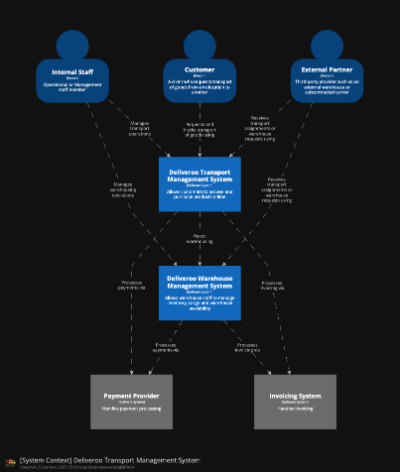 Internal Staff
[Person]
Operational or Management
staff member
Customer
[Person]
A client who requests transport
of goods from one location to
another
External Partner
[Person]
Third-party provider such as an
external warehouse or
subcontracted carrier
Manages
transport
operations
Requests and
tracks transport
of goods using
Receives
transport
assignments or
warehouse
requests using
Deliveroo Transport
Management System
[Software System]
Allows customers to browse and
purchase products online
Manages
warehousing
operations
Receives
transport
assignments or
warehouse
requests using
warehousing
Deliveroo Warehouse
Management System
[Software System]
Allows warehouse staff to manage
inventory, cargo and warehouse
availability
Processes
payments via
Processes
invoicing via
Processes
payments via
Processes
invoicing via
Payment Provider
[Software System]
Handles payment processing
Invoicing System
[Software System]
Handles invoicing
[System Context] Deliveroo Transport Management System